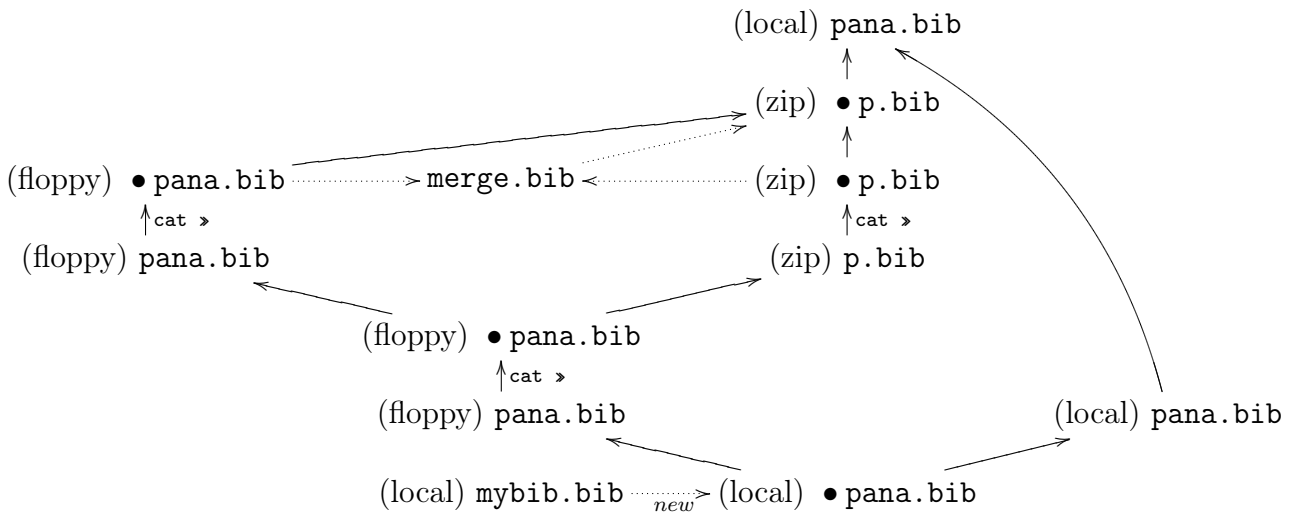 (local) pana.bib
(zip) • p.bib
(floppy) • pana.bib merge.bib (zip) • p.bib
cat » cat »
(floppy) pana.bib (zip) p.bib
(floppy) • pana.bib
cat »
(floppy) pana.bib (local) pana.bib
(local) mybib.bib new (local) • pana.bib